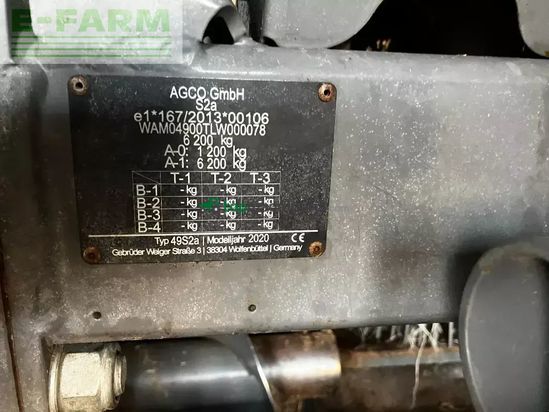 E-FARM
AGCO GmbH
S2a
e1*167/2013*00106
WAM04900TLW000078
6 200 kg
A-0: 1 200 kg
A-1: 6 200 kg
T-1 T-2 T-3
B-1 - kg - kg - kg
B-2 - kg - kg - kg
B-3 - kg - kg - kg
B-4 - kg - kg - kg
Typ 49S2a | Modelljahr 2020 CE
Gebrüder Welger Straße 3 | 38304 Wolfenbüttel | Germany